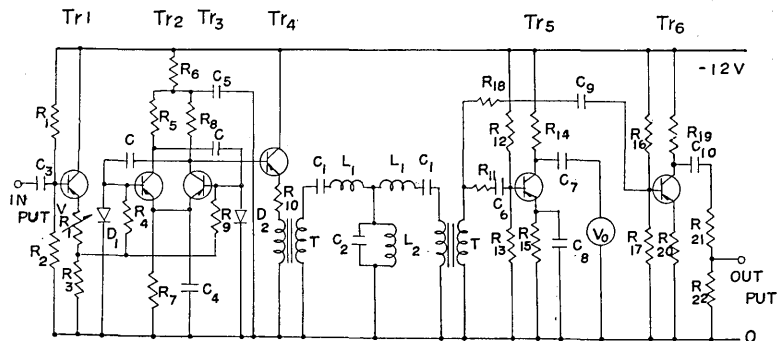 Tr1 Tr2 Tr3 Tr4 Tr5 Tr6
-12V
R6 C5 R18 C9
R1 R5 R8 R12 R14 R16 R19
C3 C C C1 L1 L1 C1 R11 C6 C7 C10
IN PUT
V R1 D1 R4 R9 D2 R10 T C2 L2 T
R2 R3 R7 C4 R13 R15 C8 Vo R17 R20 R21 R22
OUT PUT
0